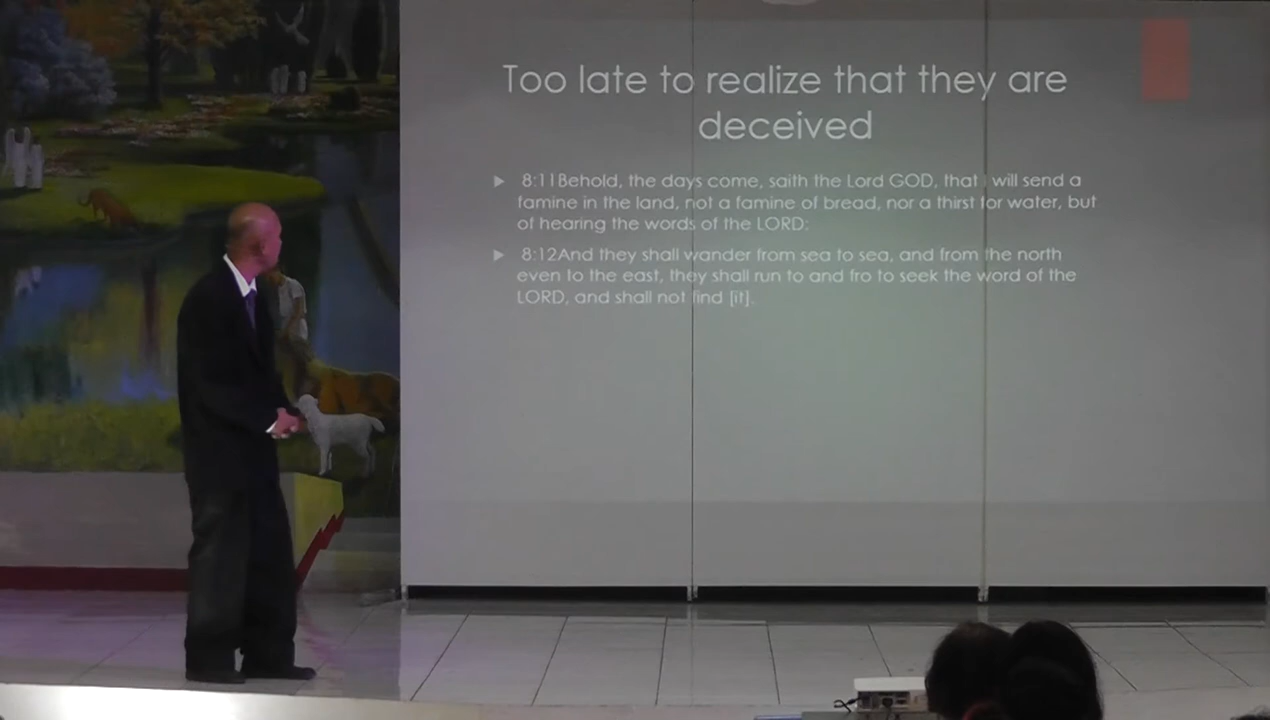 Too late to realize that they are
deceived
8:11Behold, the days come, saith the Lord GOD, that I will send a
famine in the land, not a famine of bread, nor a thirst for water, but
of hearing the words of the LORD:
8:12And they shall wander from sea to sea, and from the north
even to the east, they shall run to and fro to seek the word of the
LORD, and shall not find [it].